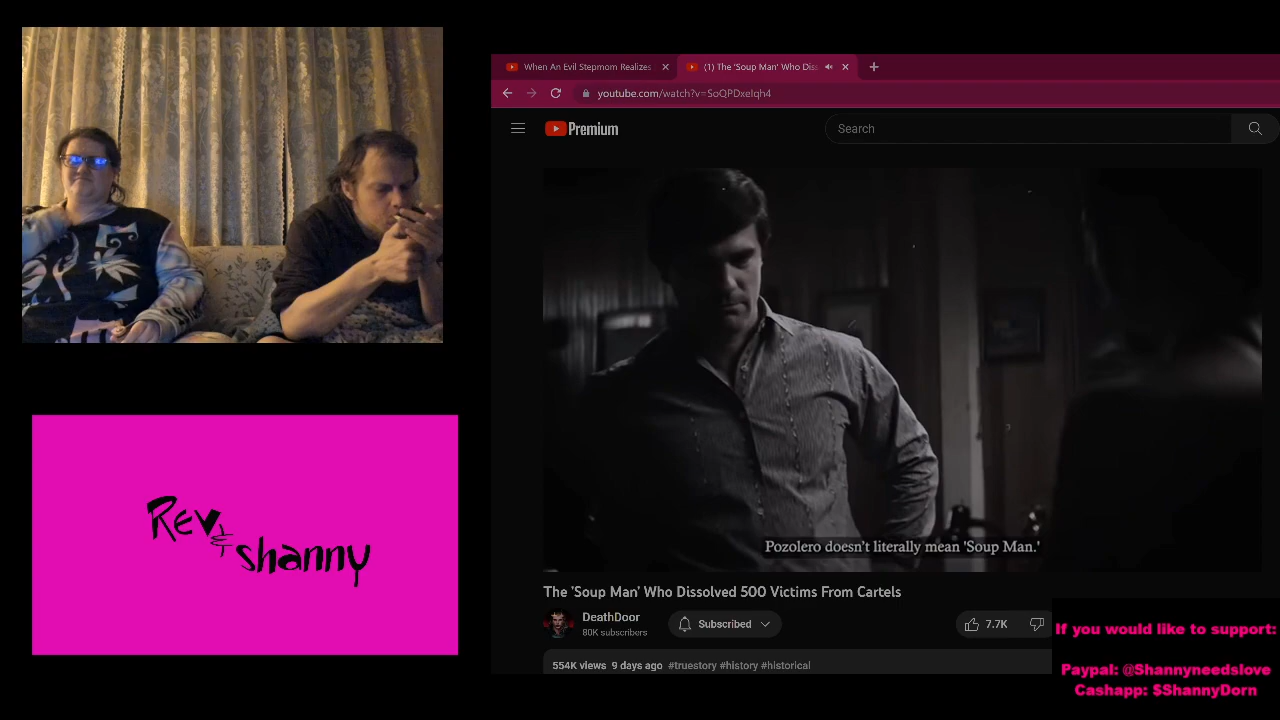 When An Evil Stepmom Realizes
(1) The 'Soup Man' Who Diss
youtube.com/watch?v=SoQPDxeIqh4
Premium
Search
Pozolero doesn't literally mean 'Soup Man.'
The 'Soup Man' Who Dissolved 500 Victims From Cartels
DeathDoor
80K subscribers
Subscribed
7.7K
554K views 9 days ago #truestory #history #historical
Rev
&
shanny
If you would like to support:
Paypal: @Shannyneedslove
Cashapp: $ShannyDorn